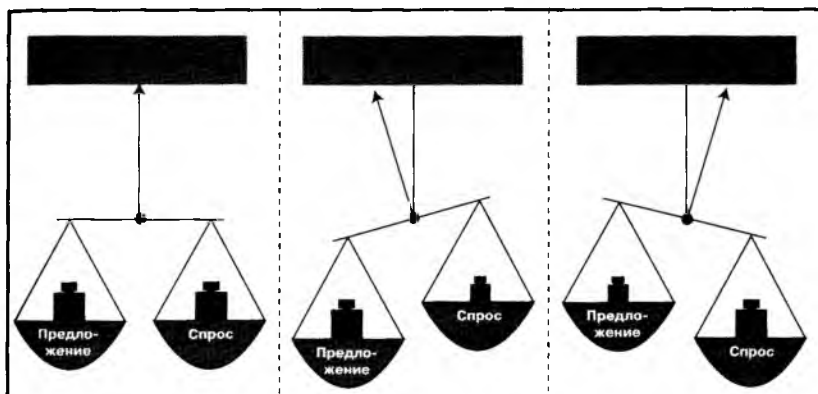 Предло-
жение
Спрос
Предло-
жение
Спрос
Предло-
жение
Спрос